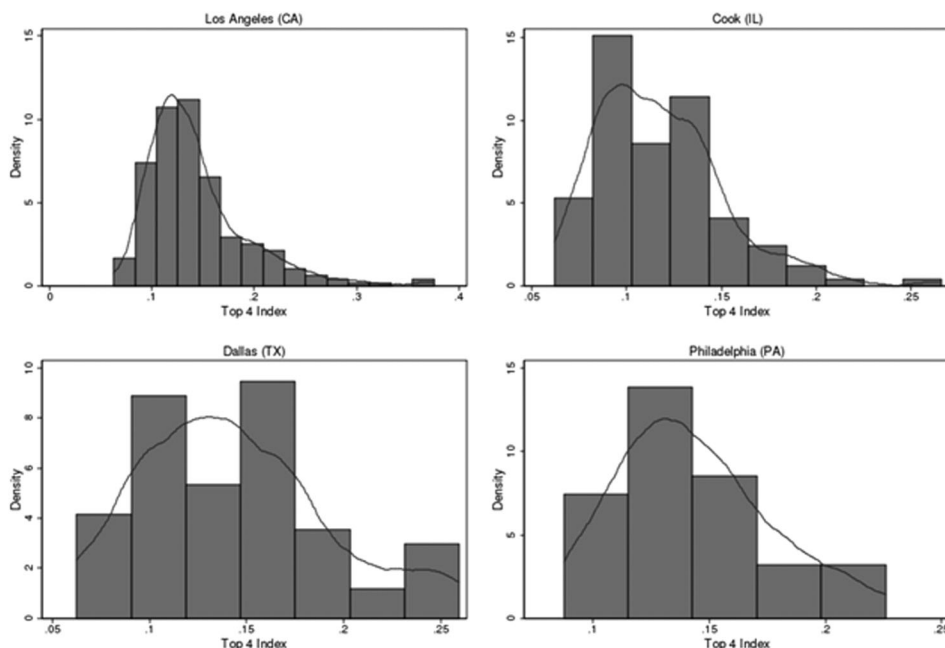 Los Angeles (CA)
Density
15
10
5
0
0 .1 .2 .3 .4
Top 4 Index
Cook (IL)
Density
15
10
5
0
.05 .1 .15 .2 .25
Top 4 Index
Dallas (TX)
Density
10
8
6
4
2
0
.05 .1 .15 .2 .25
Top 4 Index
Philadelphia (PA)
Density
15
10
5
0
.1 .15 .2 .25
Top 4 Index